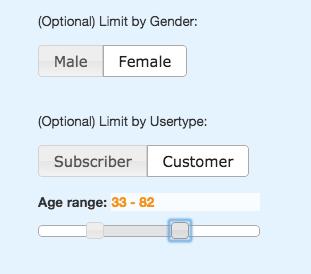 (Optional) Limit by Gender:
Male Female
(Optional) Limit by Usertype:
Subscriber Customer
Age range: 33 - 82